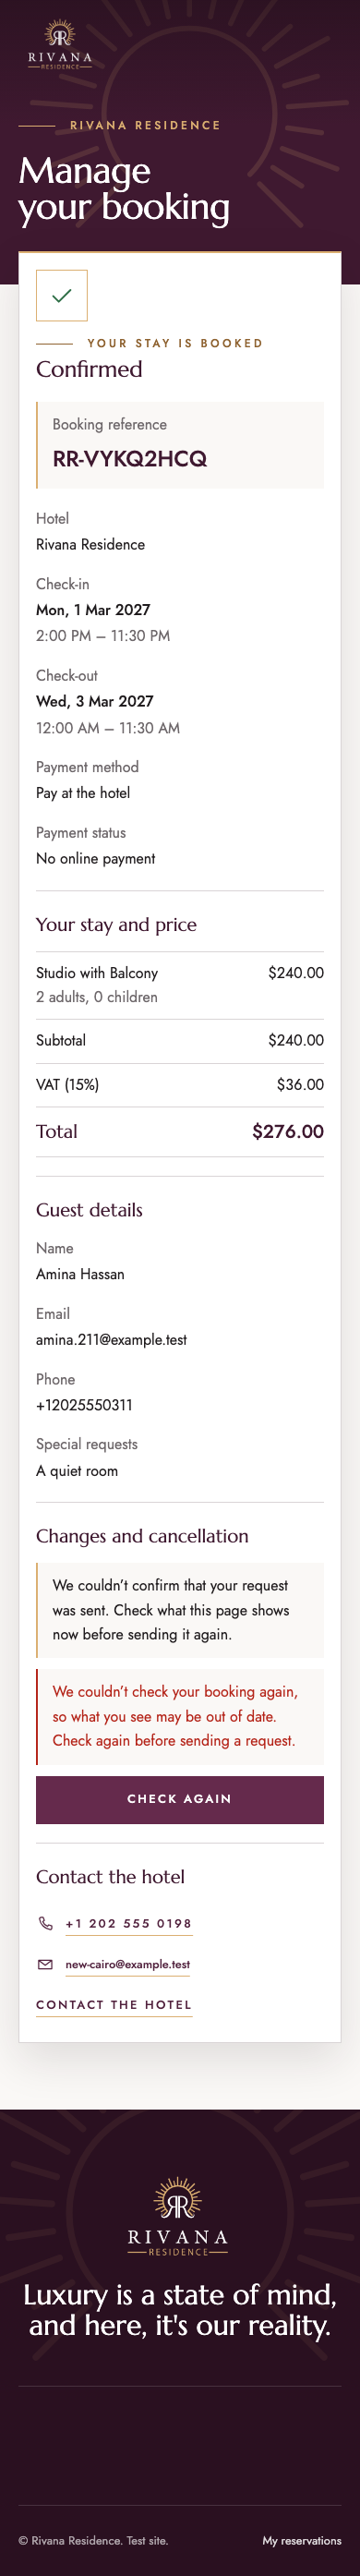 RIVANA
RESIDENCE
RIVANA RESIDENCE
Manage
your booking
YOUR STAY IS BOOKED
Confirmed
Booking reference
RR-VYKQ2HCQ
Hotel
Rivana Residence
Check-in
Mon, 1 Mar 2027
2:00 PM – 11:30 PM
Check-out
Wed, 3 Mar 2027
12:00 AM – 11:30 AM
Payment method
Pay at the hotel
Payment status
No online payment
Your stay and price
Studio with Balcony $240.00
2 adults, 0 children
Subtotal $240.00
VAT (15%) $36.00
Total $276.00
Guest details
Name
Amina Hassan
Email
amina.211@example.test
Phone
+12025550311
Special requests
A quiet room
Changes and cancellation
We couldn’t confirm that your request
was sent. Check what this page shows
now before sending it again.
We couldn’t check your booking again,
so what you see may be out of date.
Check again before sending a request.
CHECK AGAIN
Contact the hotel
+1 202 555 0198
new-cairo@example.test
CONTACT THE HOTEL
RIVANA
RESIDENCE
Luxury is a state of mind,
and here, it's our reality.
© Rivana Residence. Test site. My reservations